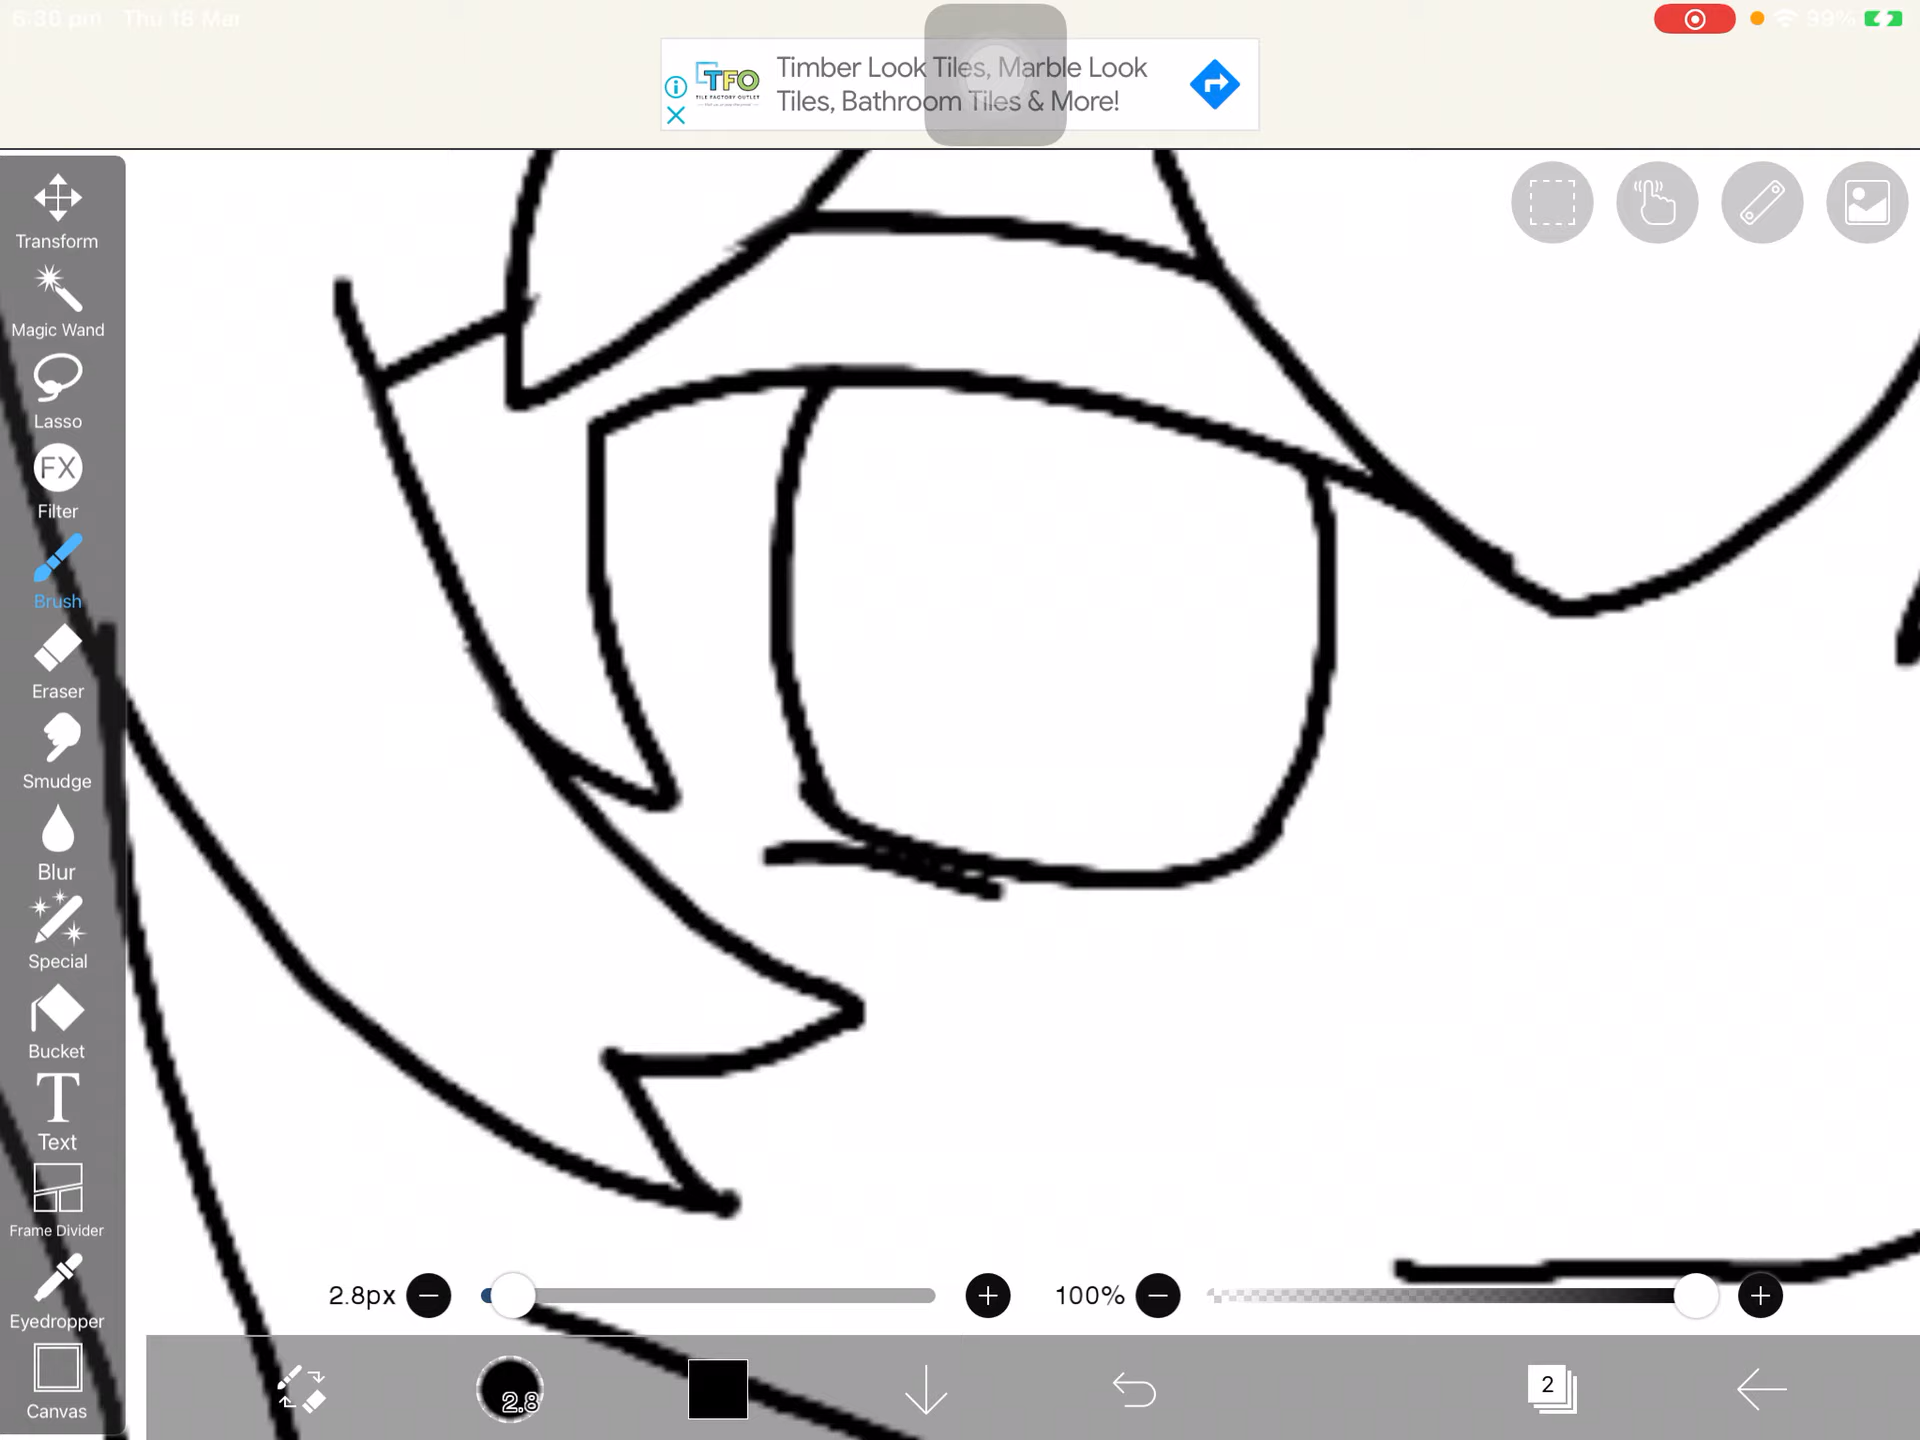 6:30 pm Thu 18 Mar
99%
TFO
TILE FACTORY OUTLET
Timber Look Tiles, Marble Look
Tiles, Bathroom Tiles & More!
Transform
Magic Wand
Lasso
FX
Filter
Brush
Eraser
Smudge
Blur
Special
Bucket
T
Text
Frame Divider
Eyedropper
Canvas
2.8px
100%
2.8
2